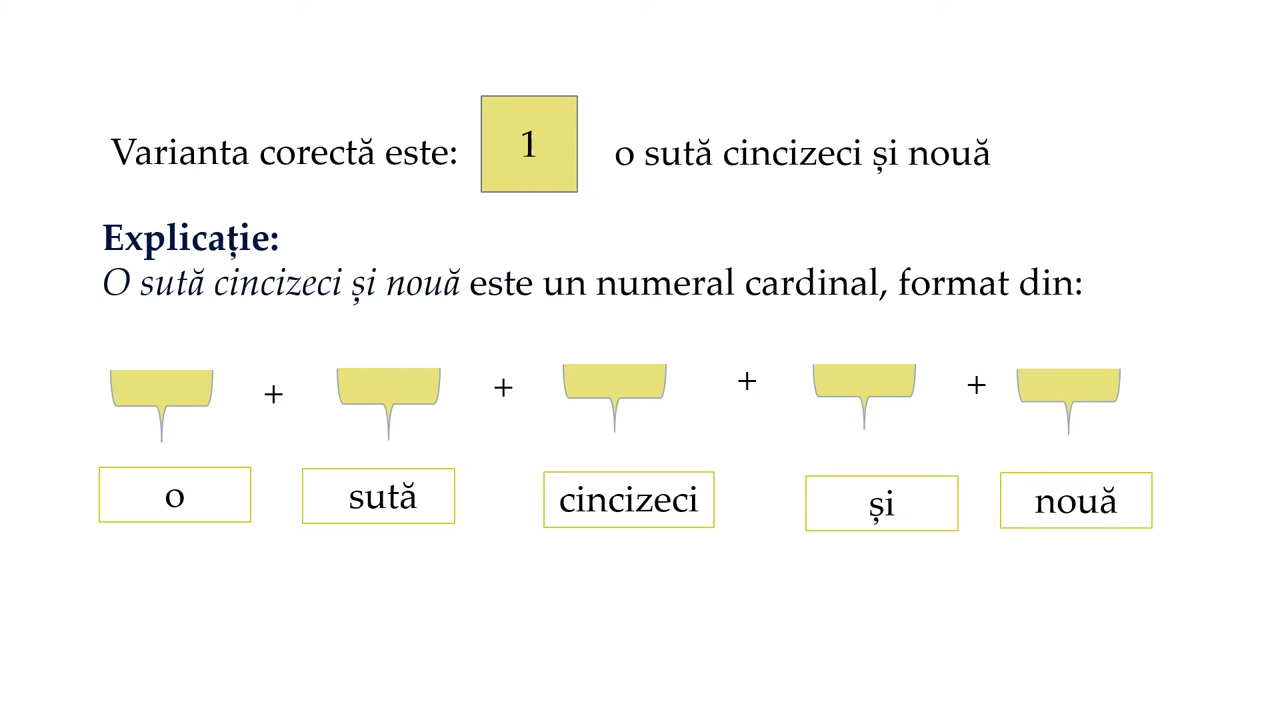 Varianta corectă este: 1 o sută cincizeci și nouă
Explicație:
O sută cincizeci și nouă este un numeral cardinal, format din:
+ + + +
o sută cincizeci și nouă